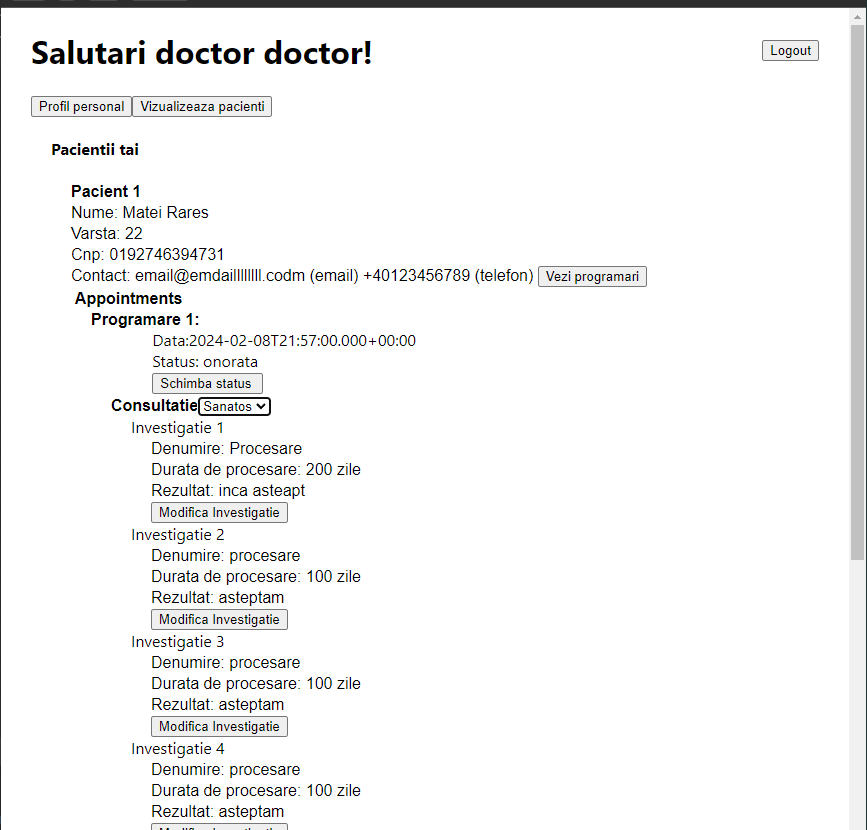 Salutari doctor doctor!
Logout
Profil personal Vizualizeaza pacienti
Pacientii tai
Pacient 1
Nume: Matei Rares
Varsta: 22
Cnp: 0192746394731
Contact: email@emdaillllllll.codm (email) +40123456789 (telefon) Vezi programari
Appointments
Programare 1:
Data:2024-02-08T21:57:00.000+00:00
Status: onorata
Schimba status
Consultatie Sanatos
Investigatie 1
Denumire: Procesare
Durata de procesare: 200 zile
Rezultat: inca asteapt
Modifica Investigatie
Investigatie 2
Denumire: procesare
Durata de procesare: 100 zile
Rezultat: asteptam
Modifica Investigatie
Investigatie 3
Denumire: procesare
Durata de procesare: 100 zile
Rezultat: asteptam
Modifica Investigatie
Investigatie 4
Denumire: procesare
Durata de procesare: 100 zile
Rezultat: asteptam